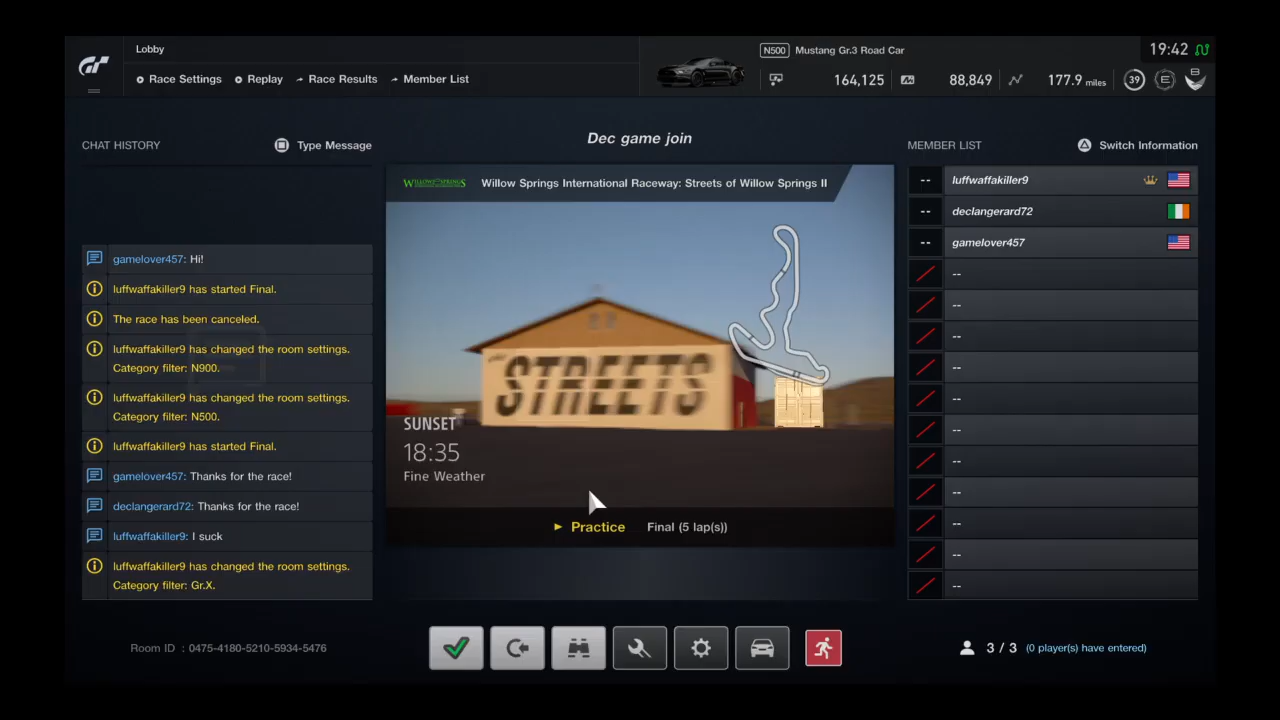 Lobby
Race Settings Replay Race Results Member List
N500 Mustang Gr.3 Road Car
164,125 88,849 177.9 miles 39 E B
19:42
CHAT HISTORY Type Message
gamelover457: Hi!
luffwaffakiller9 has started Final.
The race has been canceled.
luffwaffakiller9 has changed the room settings.
Category filter: N900.
luffwaffakiller9 has changed the room settings.
Category filter: N500.
luffwaffakiller9 has started Final.
gamelover457: Thanks for the race!
declangerard72: Thanks for the race!
luffwaffakiller9: I suck
luffwaffakiller9 has changed the room settings.
Category filter: Gr.X.
Room ID : 0475-4180-5210-5934-5476
Dec game join
WILLOW SPRINGS Willow Springs International Raceway: Streets of Willow Springs II
STREETS
SUNSET
18:35
Fine Weather
Practice Final (5 lap(s))
MEMBER LIST Switch Information
-- luffwaffakiller9
-- declangerard72
-- gamelover457
--
--
--
--
--
--
--
--
--
--
--
3 / 3 (0 player(s) have entered)